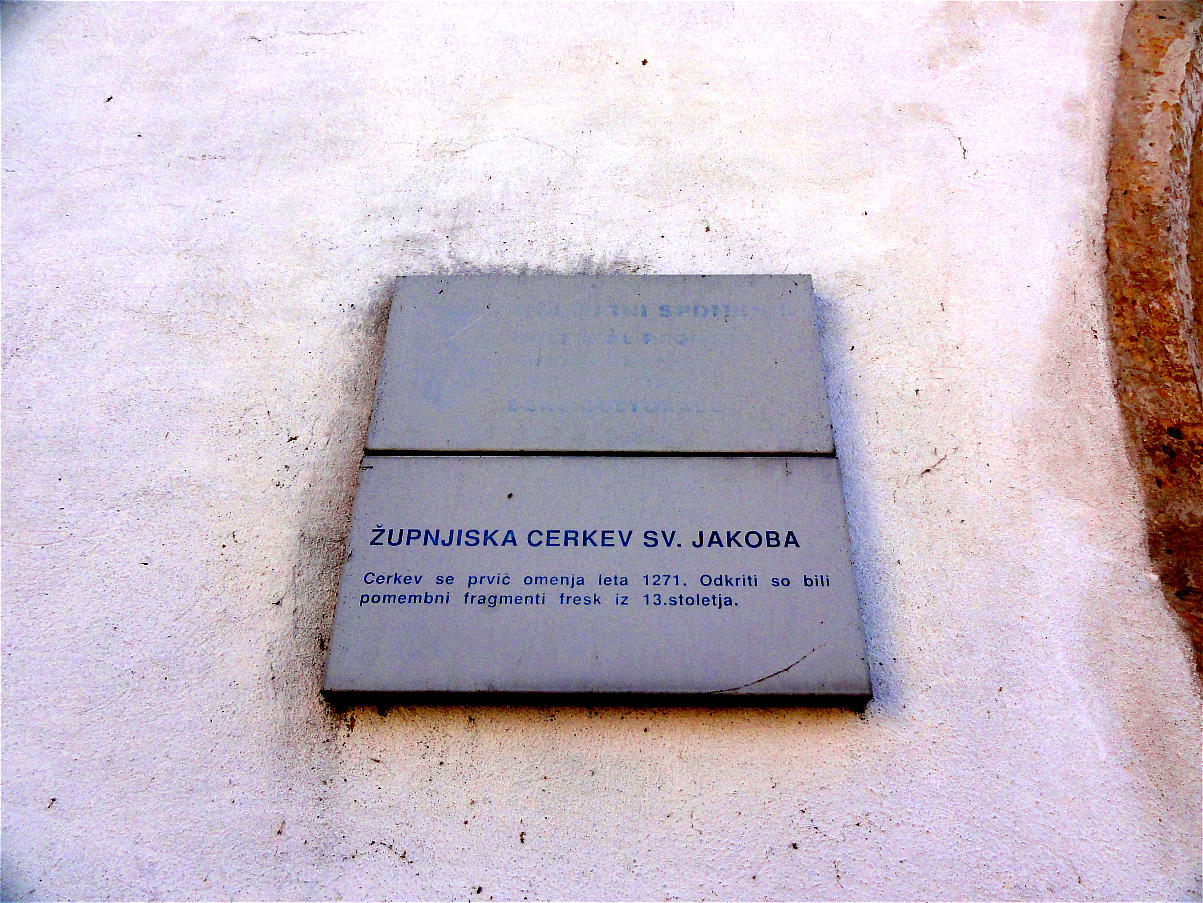 ŽUPNJISKA CERKEV SV. JAKOBA
Cerkev se prvič omenja leta 1271. Odkriti so bili
pomembni fragmenti fresk iz 13.stoletja.